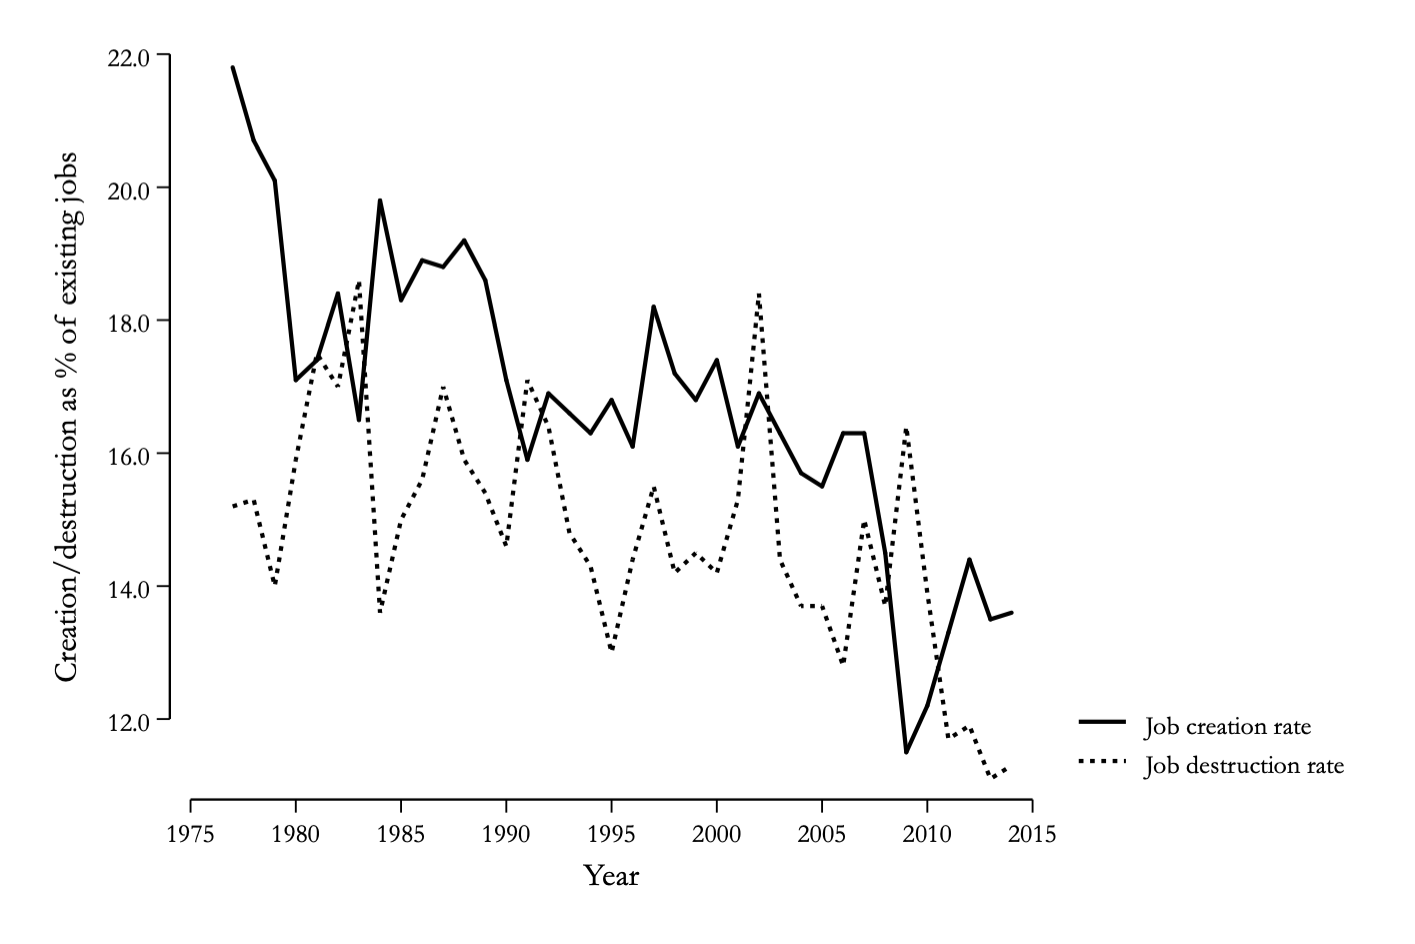 Creation/destruction as % of existing jobs
22.0
20.0
18.0
16.0
14.0
12.0
1975 1980 1985 1990 1995 2000 2005 2010 2015
Year
Job creation rate
Job destruction rate